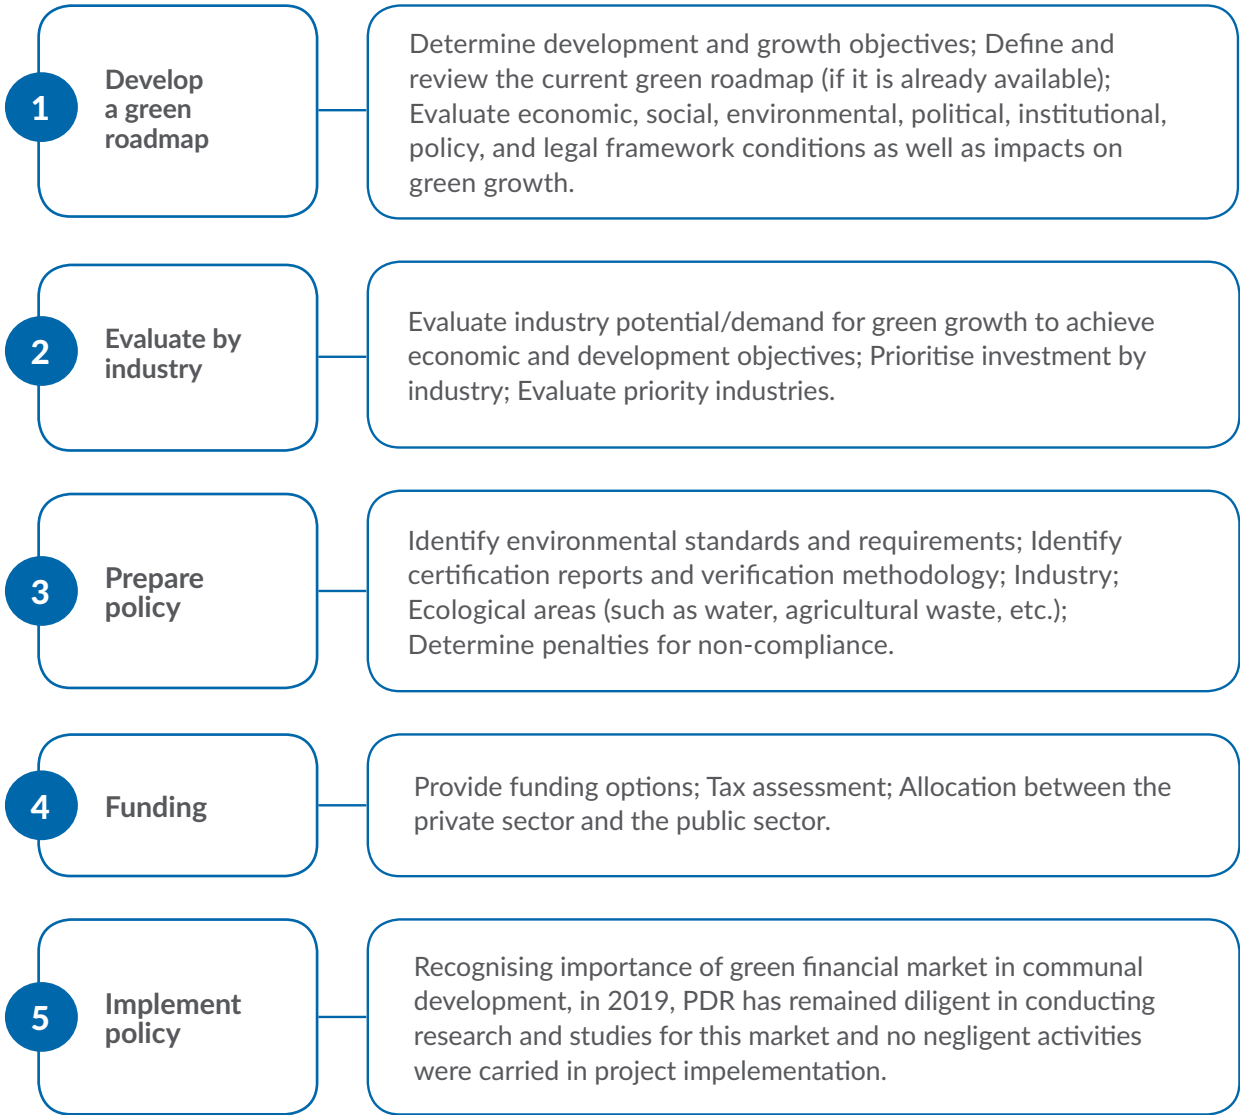 1
Develop
a green
roadmap
Determine development and growth objectives; Define and
review the current green roadmap (if it is already available);
Evaluate economic, social, environmental, political, institutional,
policy, and legal framework conditions as well as impacts on
green growth.
2
Evaluate by
industry
Evaluate industry potential/demand for green growth to achieve
economic and development objectives; Prioritise investment by
industry; Evaluate priority industries.
3
Prepare
policy
Identify environmental standards and requirements; Identify
certification reports and verification methodology; Industry;
Ecological areas (such as water, agricultural waste, etc.);
Determine penalties for non-compliance.
4
Funding
Provide funding options; Tax assessment; Allocation between the
private sector and the public sector.
5
Implement
policy
Recognising importance of green financial market in communal
development, in 2019, PDR has remained diligent in conducting
research and studies for this market and no negligent activities
were carried in project impelementation.